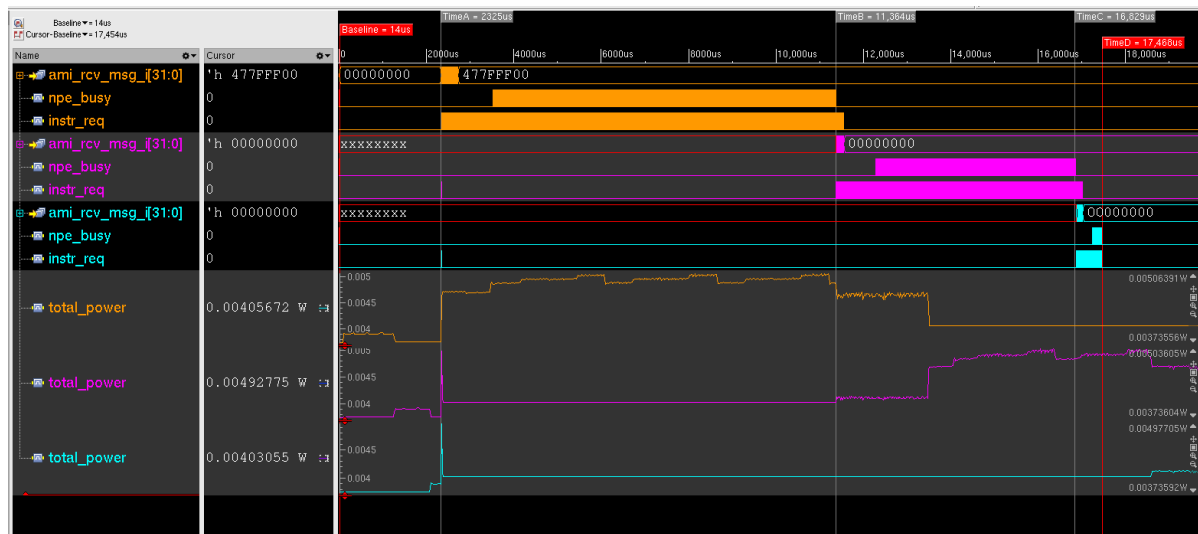 TimeA = 2325us
TimeB = 11,364us
TimeC = 16,829us
Baseline▼= 14us
Cursor-Baseline▼= 17,454us
Baseline = 14us
TimeD = 17,468us
Name
Cursor
0
2000us
4000us
6000us
8000us
10,000us
12,000us
14,000us
16,000us
18,000us
ami_rcv_msg_i[31:0] 'h 477FFF00 00000000 477FFF00
npe_busy 0
instr_req 0
ami_rcv_msg_i[31:0] 'h 00000000 xxxxxxxx 00000000
npe_busy 0
instr_req 0
ami_rcv_msg_i[31:0] 'h 00000000 xxxxxxxx 00000000
npe_busy 0
instr_req 0
0.005
0.00506391W
0.0045
total_power 0.00405672 W
0.004
0.00373556W
0.005
0.00503605W
0.0045
total_power 0.00492775 W
0.004
0.00373604W
0.00497705W
0.0045
total_power 0.00403055 W
0.004
0.00373592W